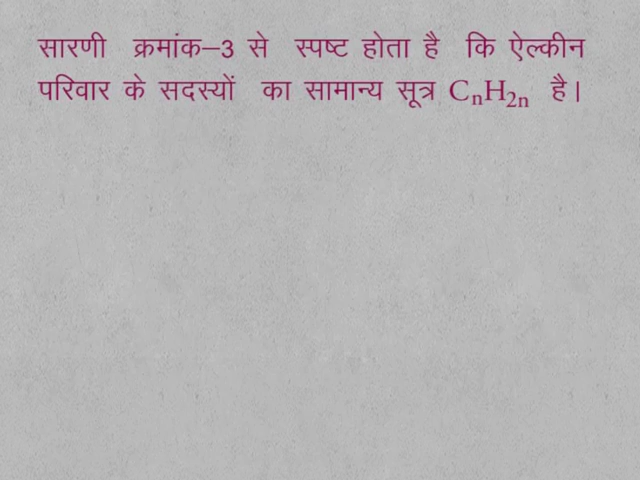 सारणी क्रमांक–3 से स्पष्ट होता है कि ऐल्कीन
परिवार के सदस्यों का सामान्य सूत्र CₙH₂ₙ है।